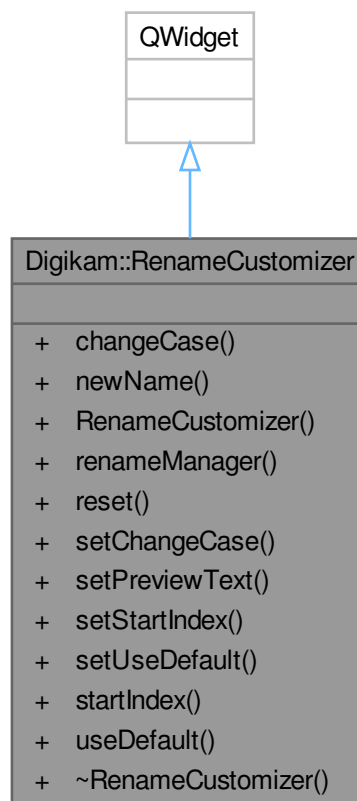 QWidget
Digikam::RenameCustomizer
+ changeCase()
+ newName()
+ RenameCustomizer()
+ renameManager()
+ reset()
+ setChangeCase()
+ setPreviewText()
+ setStartIndex()
+ setUseDefault()
+ startIndex()
+ useDefault()
+ ~RenameCustomizer()